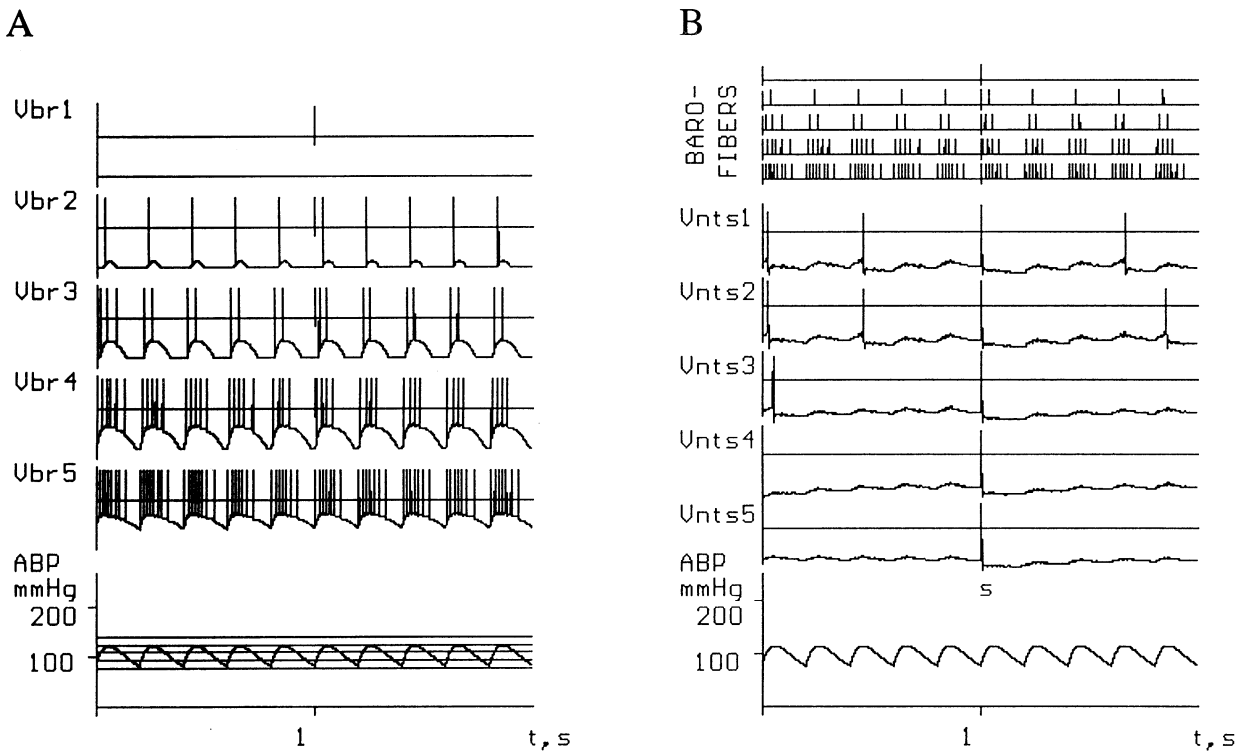 A
Vbr1
Vbr2
Vbr3
Vbr4
Vbr5
ABP
mmHg
200
100
1
t,s
B
BARO-
FIBERS
Vnts1
Vnts2
Vnts3
Vnts4
Vnts5
ABP
mmHg
s
200
100
1
t,s